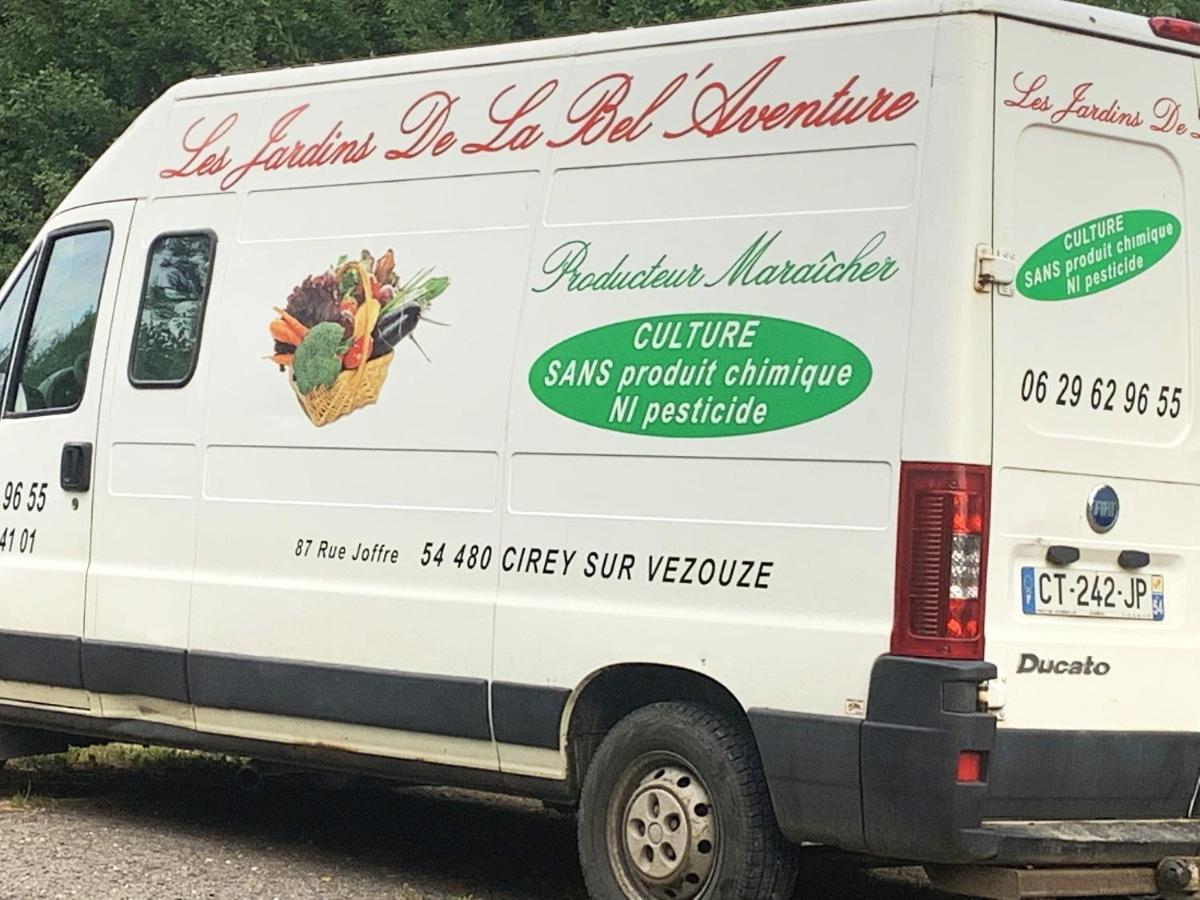 Les Jardins De La Bel'Aventure
Producteur Maraîcher
CULTURE
SANS produit chimique
NI pesticide
87 Rue Joffre 54 480 CIREY SUR VEZOUZE
96 55
41 01
Les Jardins De
CULTURE
SANS produit chimique
NI pesticide
06 29 62 96 55
FIAT
F CT-242-JP 54
Ducato